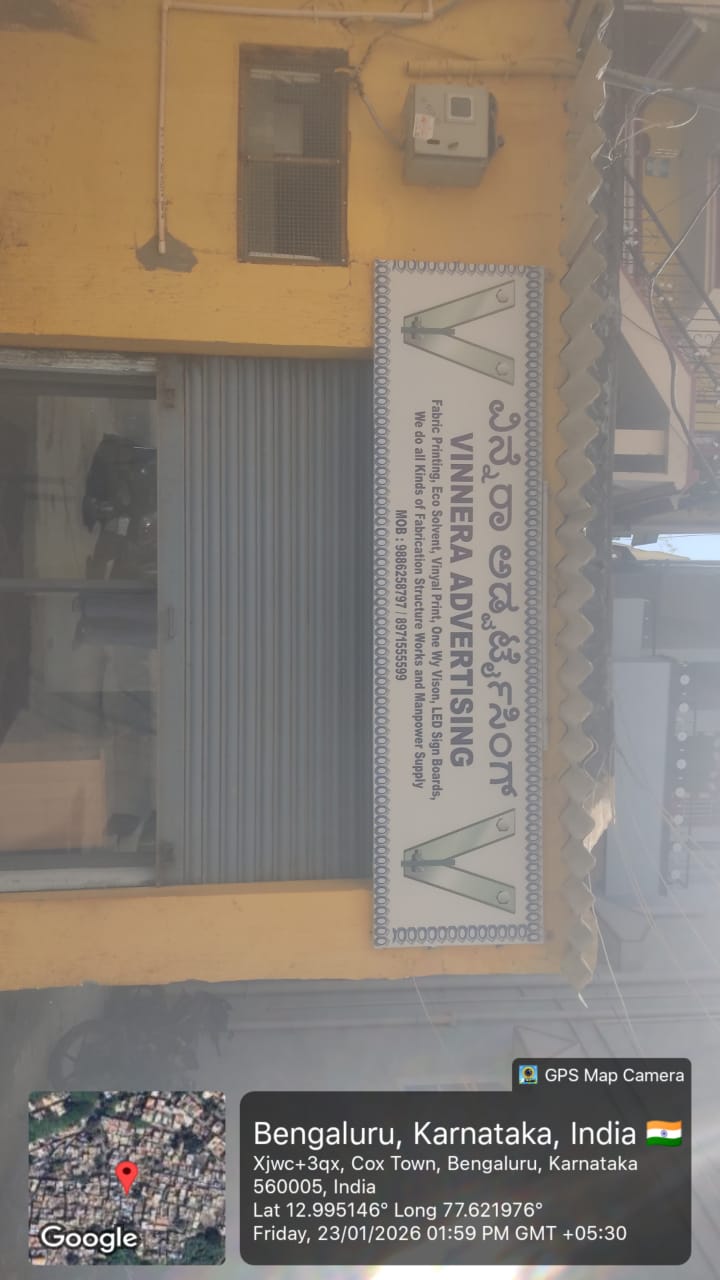 ವಿನ್ನೆರಾ ಅಡ್ವಟೈರ್ಸಿಂಗ್
VINNERA ADVERTISING
Fabric Printing, Eco Solvent, Vinyal Print, One Wy Vison, LED Sign Boards,
We do all Kinds of Fabrication Structure Works and Manpower Supply
MOB : 9886258797 / 8971555599
GPS Map Camera
Bengaluru, Karnataka, India
Xjwc+3qx, Cox Town, Bengaluru, Karnataka
560005, India
Lat 12.995146° Long 77.621976°
Friday, 23/01/2026 01:59 PM GMT +05:30
Google